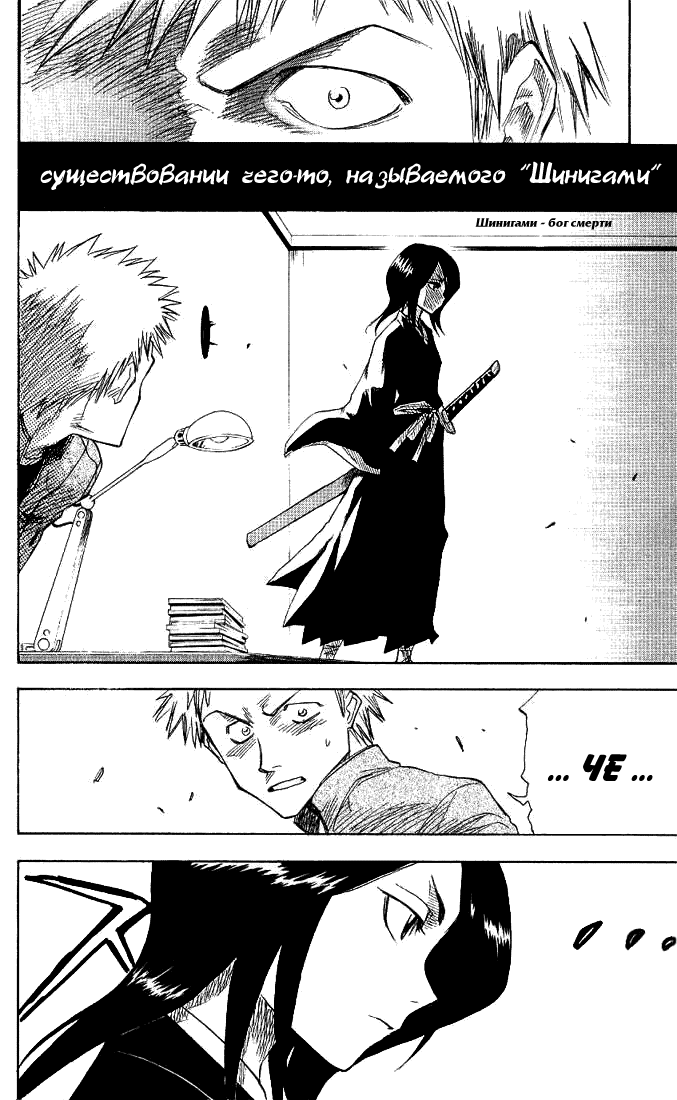 существовании чего-то, называемого "Шинигами"
Шинигами - бог смерти
... ЧЕ ...